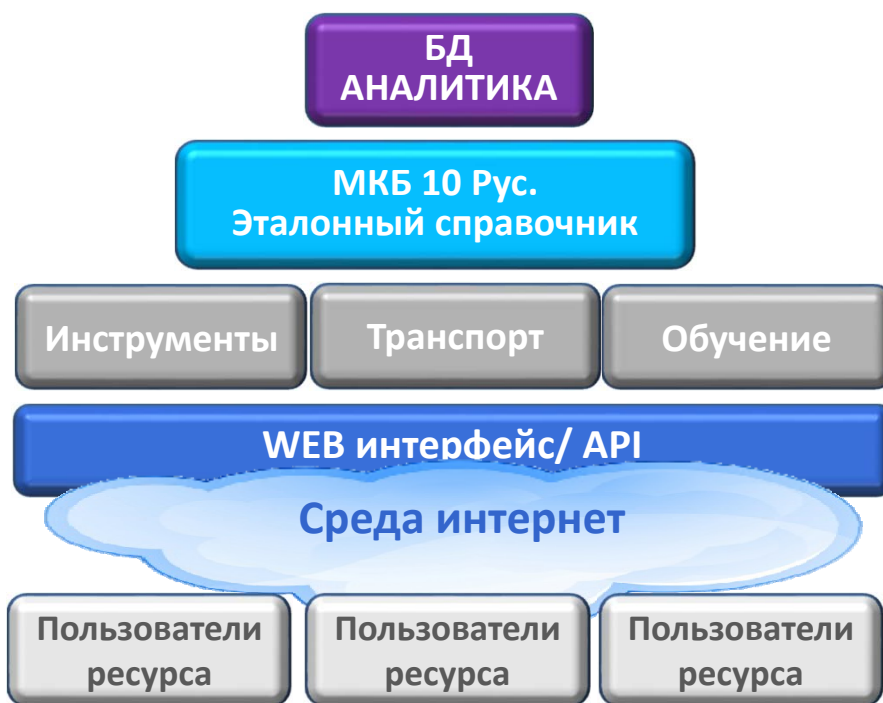 БД
АНАЛИТИКА
МКБ 10 Рус.
Эталонный справочник
Инструменты
Транспорт
Обучение
WEB интерфейс/ API
Среда интернет
Пользователи
ресурса
Пользователи
ресурса
Пользователи
ресурса